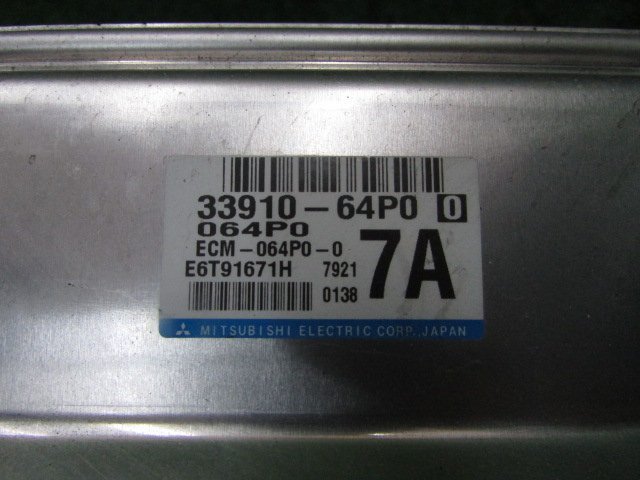 33910-64P0 0
064P0
ECM-064P0-0
E6T91671H 7921 7A
0138
MITSUBISHI ELECTRIC CORP., JAPAN